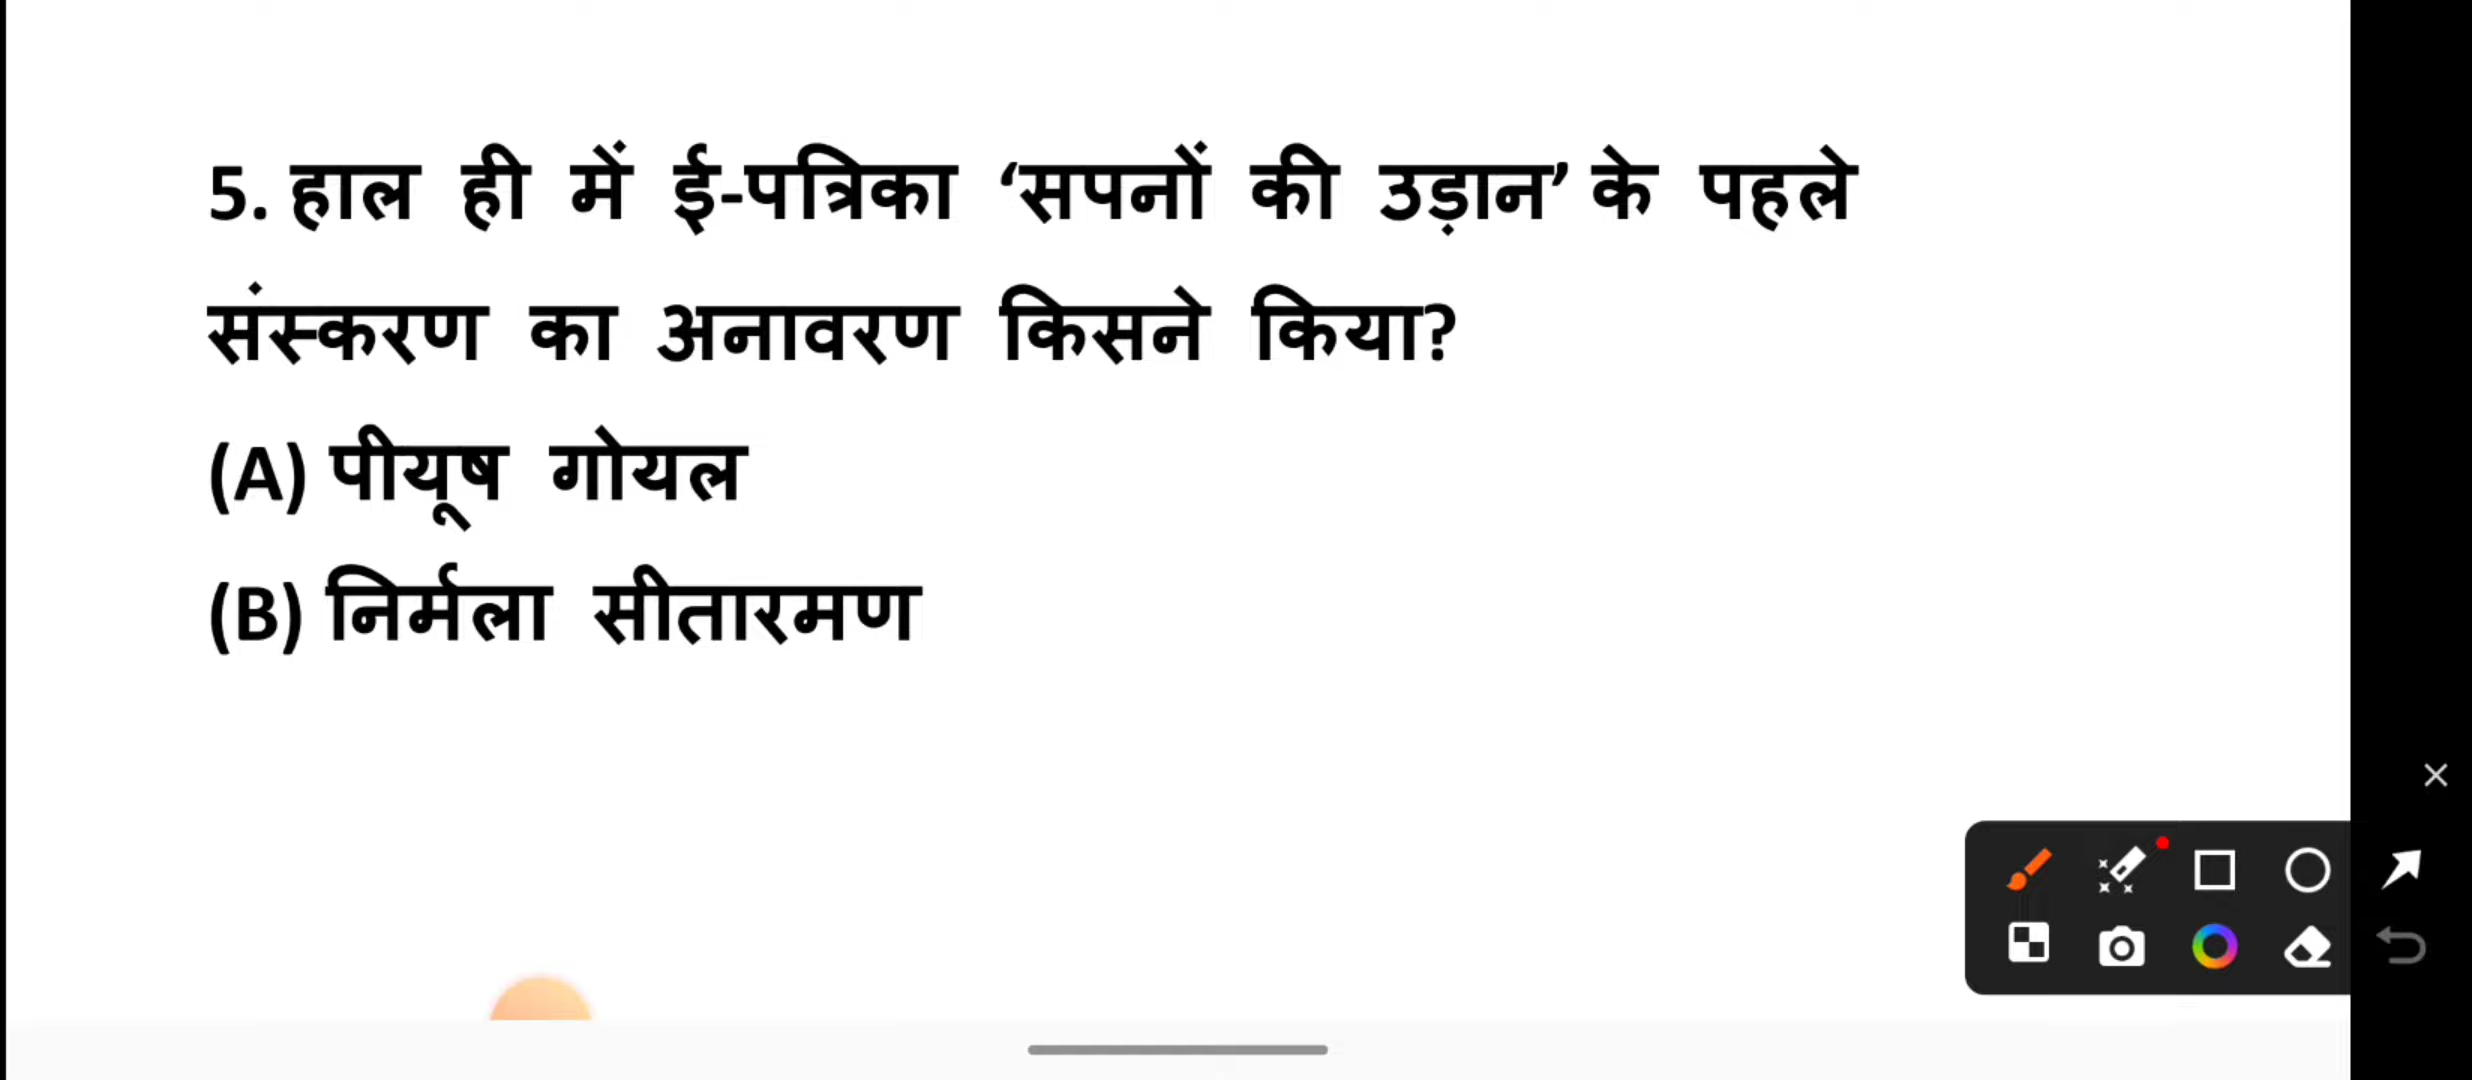 5. हाल ही में ई-पत्रिका ‘सपनों की उड़ान’ के पहले
संस्करण का अनावरण किसने किया?
(A) पीयूष गोयल
(B) निर्मला सीतारमण